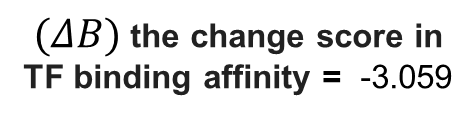 (ΔB) the change score in
TF binding affinity = -3.059